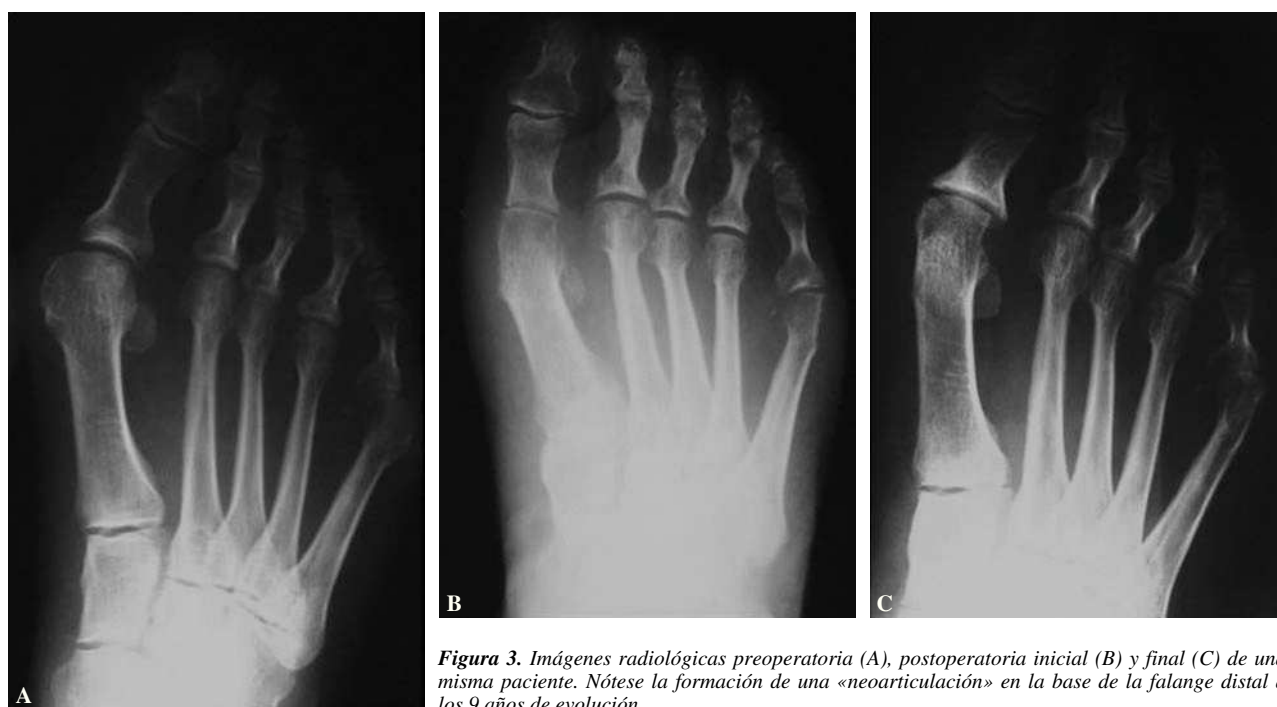 A
B
C
Figura 3. Imágenes radiológicas preoperatoria (A), postoperatoria inicial (B) y final (C) de una
misma paciente. Nótese la formación de una «neoarticulación» en la base de la falange distal
los 9 años de evolución.